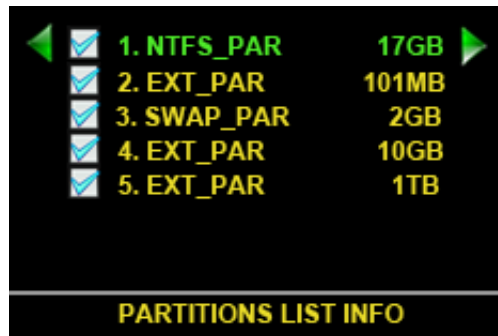 1. NTFS_PAR 17GB
2. EXT_PAR 101MB
3. SWAP_PAR 2GB
4. EXT_PAR 10GB
5. EXT_PAR 1TB
PARTITIONS LIST INFO